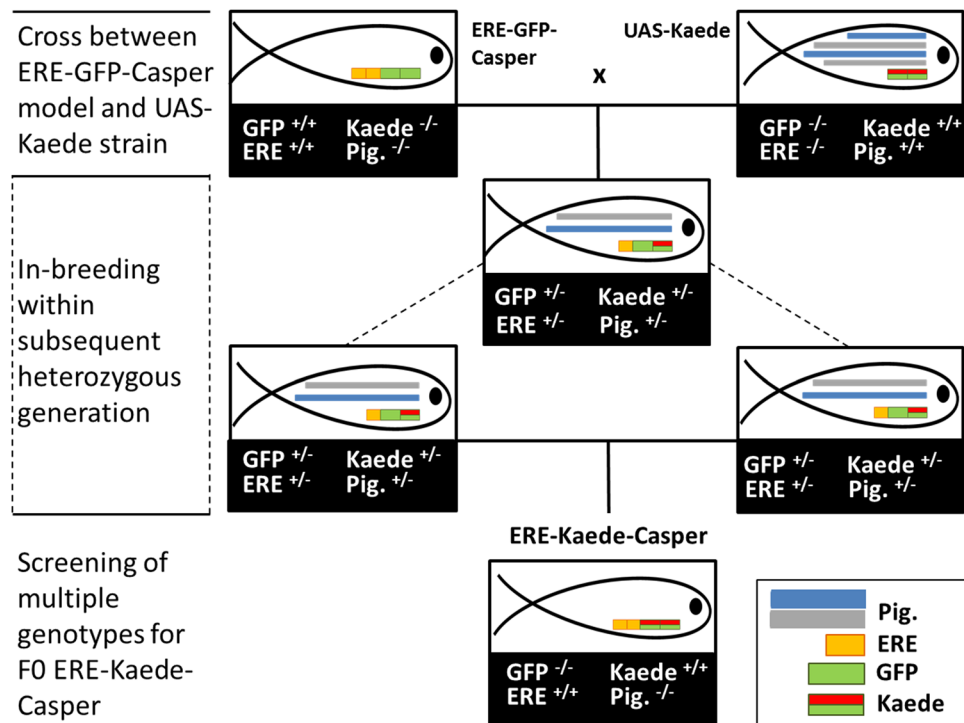 Cross between
ERE-GFP-Casper
model and UAS-
Kaede strain
ERE-GFP-
Casper
UAS-Kaede
x
GFP +/+ Kaede -/-
ERE +/+ Pig. -/-
GFP -/- Kaede +/+
ERE -/- Pig. +/+
In-breeding
within
subsequent
heterozygous
generation
GFP +/- Kaede +/-
ERE +/- Pig. +/-
GFP +/- Kaede +/-
ERE +/- Pig. +/-
GFP +/- Kaede +/-
ERE +/- Pig. +/-
Screening of
multiple
genotypes for
F0 ERE-Kaede-
Casper
ERE-Kaede-Casper
GFP -/- Kaede +/+
ERE +/+ Pig. -/-
Pig.
ERE
GFP
Kaede